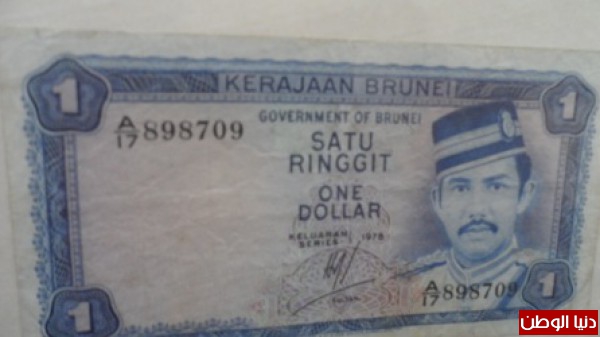 1
KERAJAAN BRUNEI
GOVERNMENT OF BRUNEI
A/17 898709
SATU
RINGGIT
ONE
DOLLAR
KELUARAN
SERIES 1978
A/17 898709
1
1
دنيا الوطن